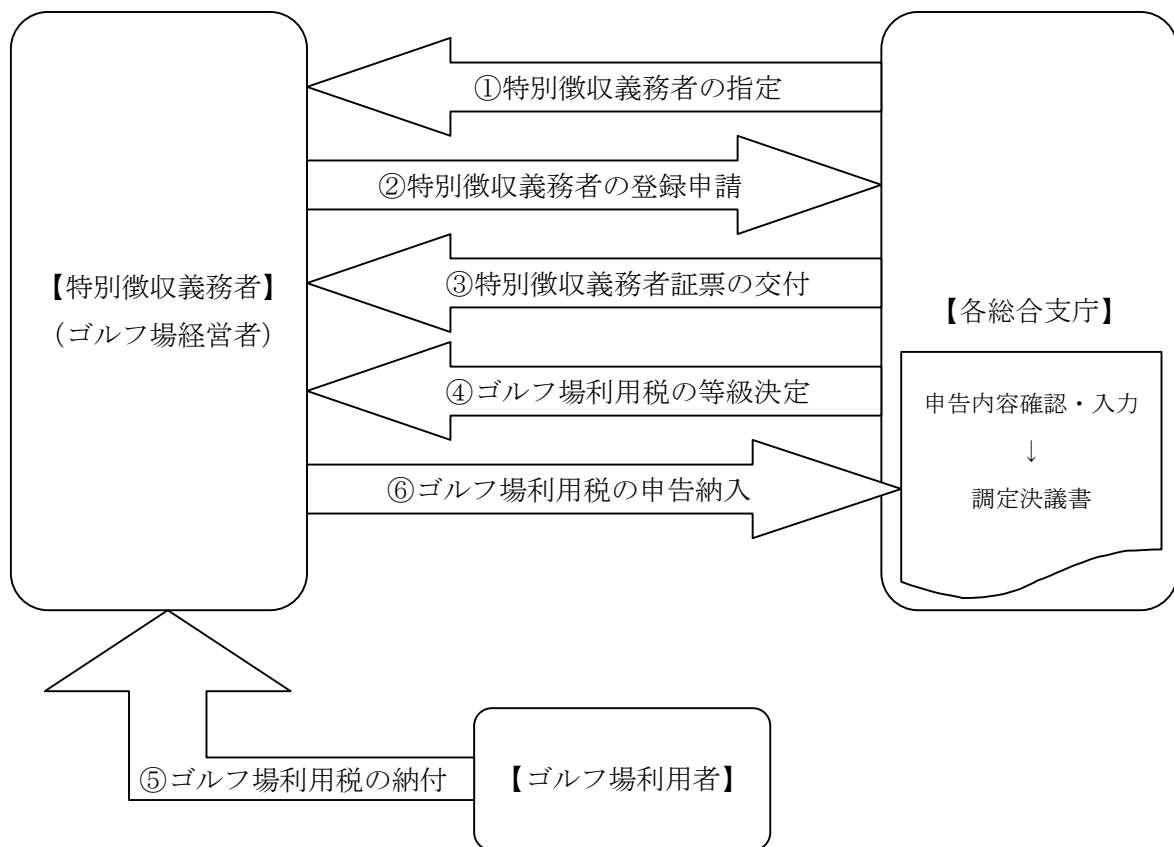 ①特別徴収義務者の指定
②特別徴収義務者の登録申請
【特別徴収義務者】
（ゴルフ場経営者）
③特別徴収義務者証票の交付
【各総合支庁】
④ゴルフ場利用税の等級決定
申告内容確認・入力
↓
調定決議書
⑥ゴルフ場利用税の申告納入
⑤ゴルフ場利用税の納付
【ゴルフ場利用者】